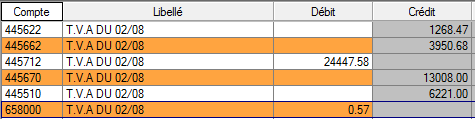 Compte Libellé Débit Crédit
445622 T.V.A DU 02/08 1268.47
445662 T.V.A DU 02/08 3950.68
445712 T.V.A DU 02/08 24447.58
445670 T.V.A DU 02/08 13008.00
445510 T.V.A DU 02/08 6221.00
658000 T.V.A DU 02/08 0.57